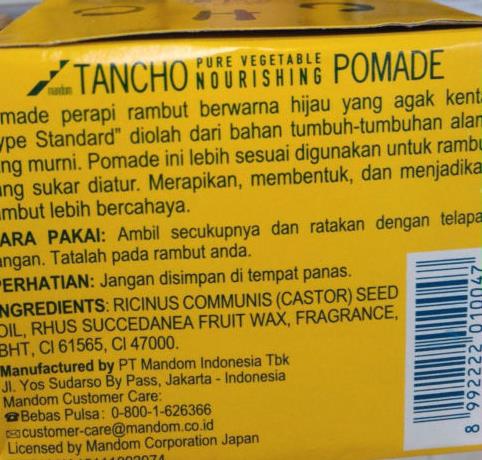 mandom TANCHO PURE VEGETABLE NOURISHING POMADE
made perapi rambut berwarna hijau yang agak kenta
ype Standard" diolah dari bahan tumbuh-tumbuhan alam
ng murni. Pomade ini lebih sesuai digunakan untuk rambu
ng sukar diatur. Merapikan, membentuk, dan menjadika
mbut lebih bercahaya.
ARA PAKAI: Ambil secukupnya dan ratakan dengan telapa
angan. Tatalah pada rambut anda.
PERHATIAN: Jangan disimpan di tempat panas.
NGREDIENTS: RICINUS COMMUNIS (CASTOR) SEED
OIL, RHUS SUCCEDANEA FRUIT WAX, FRAGRANCE,
BHT, CI 61565, CI 47000.
Manufactured by PT Mandom Indonesia Tbk
Jl. Yos Sudarso By Pass, Jakarta - Indonesia
Mandom Customer Care:
☎Bebas Pulsa: 0-800-1-626366
✉customer-care@mandom.co.id
Licensed by Mandom Corporation Japan
8 992222 010047